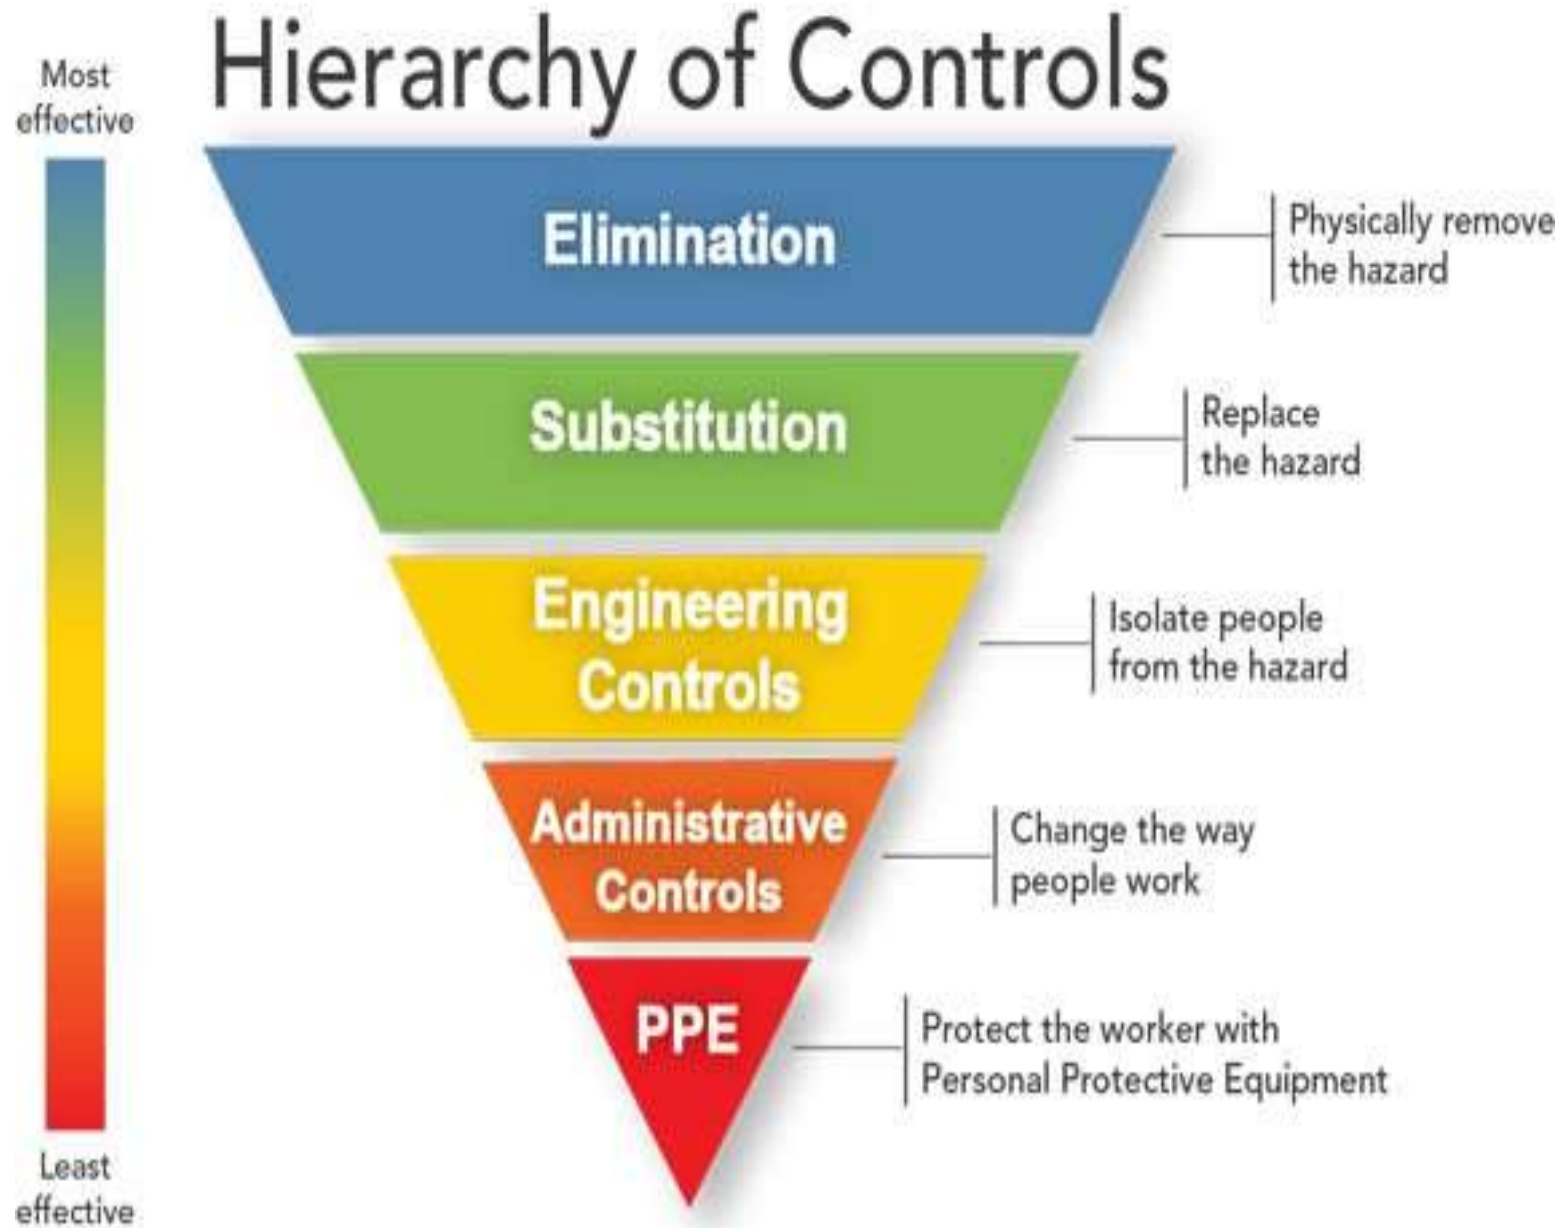 Hierarchy of Controls
Most
effective
Elimination
Physically remove
the hazard
Substitution
Replace
the hazard
Engineering
Controls
Isolate people
from the hazard
Administrative
Controls
Change the way
people work
PPE
Protect the worker with
Personal Protective Equipment
Least
effective